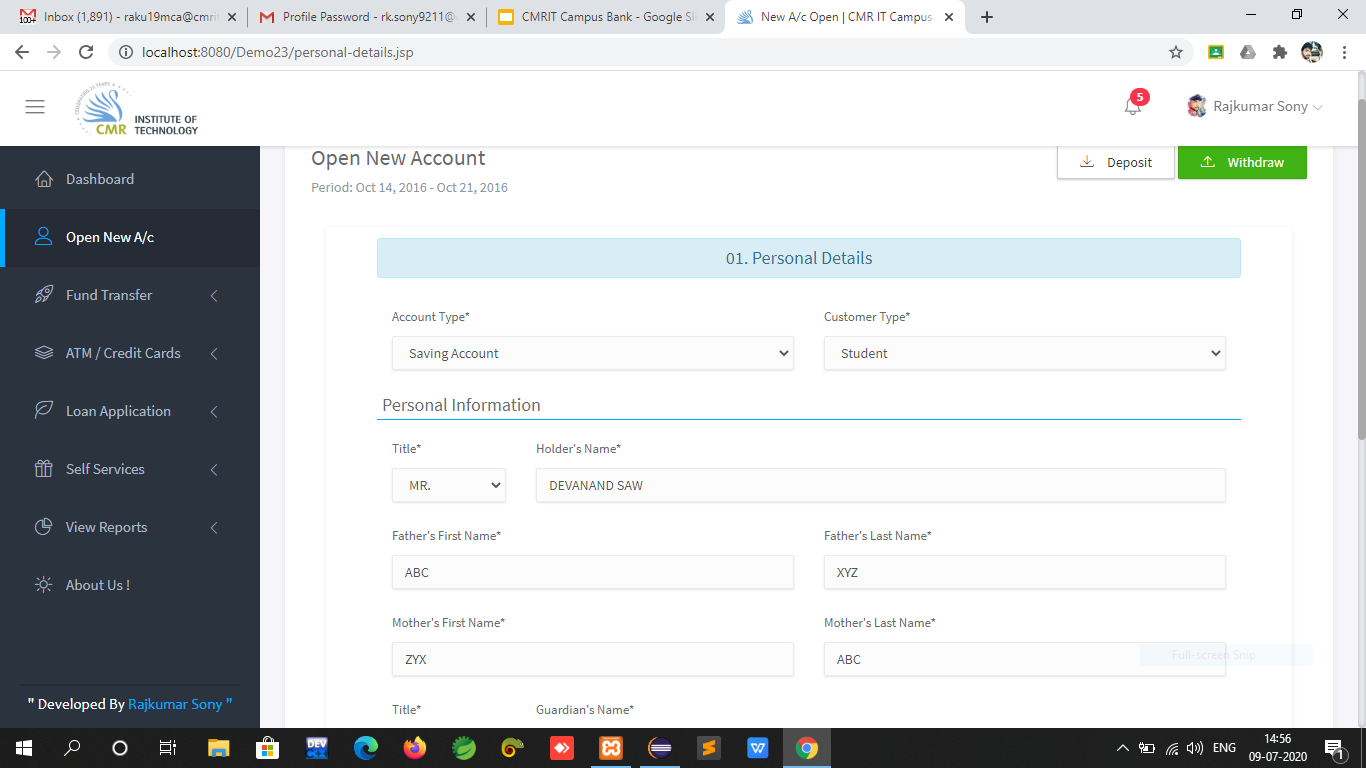 Inbox (1,891) - raku19mca@cmri
Profile Password - rk.sony9211@
CMRIT Campus Bank - Google Sl
New A/c Open | CMR IT Campus
localhost:8080/Demo23/personal-details.jsp
CMR
INSTITUTE OF
TECHNOLOGY
5
Rajkumar Sony
Dashboard
Open New A/c
Fund Transfer
ATM / Credit Cards
Loan Application
Self Services
View Reports
About Us !
" Developed By Rajkumar Sony "
Open New Account
Deposit
Withdraw
Period: Oct 14, 2016 - Oct 21, 2016
01. Personal Details
Account Type*
Customer Type*
Saving Account
Student
Personal Information
Title*
Holder's Name*
MR.
DEVANAND SAW
Father's First Name*
Father's Last Name*
ABC
XYZ
Mother's First Name*
Mother's Last Name*
ZYX
ABC
Full-screen Snip
Title*
Guardian's Name*
DEV
ENG
14:56
09-07-2020
1